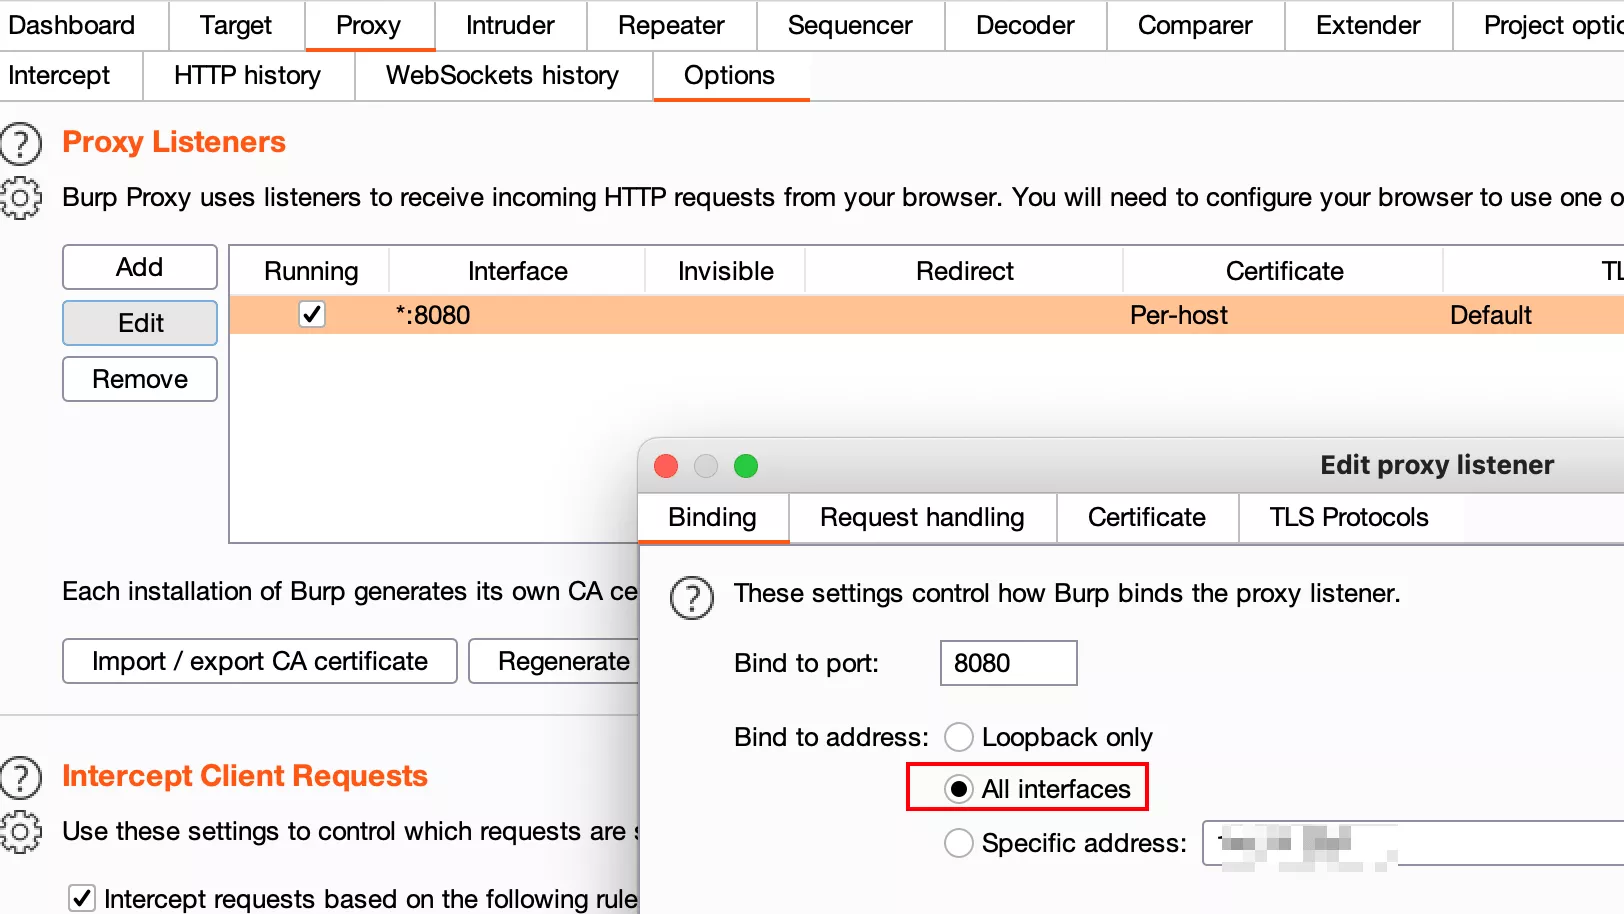 Dashboard Target Proxy Intruder Repeater Sequencer Decoder Comparer Extender Project
Intercept HTTP history WebSockets history Options
Proxy Listeners
Burp Proxy uses listeners to receive incoming HTTP requests from your browser. You will need to configure your browser to use one
Add
Edit
Remove
Running Interface Invisible Redirect Certificate
*:8080 Per-host Default
Each installation of Burp generates its own CA
Import / export CA certificate Regenerate
Intercept Client Requests
Use these settings to control which requests are
Intercept requests based on the following rule
Edit proxy listener
Binding Request handling Certificate TLS Protocols
These settings control how Burp binds the proxy listener.
Bind to port: 8080
Bind to address: Loopback only
All interfaces
Specific address: